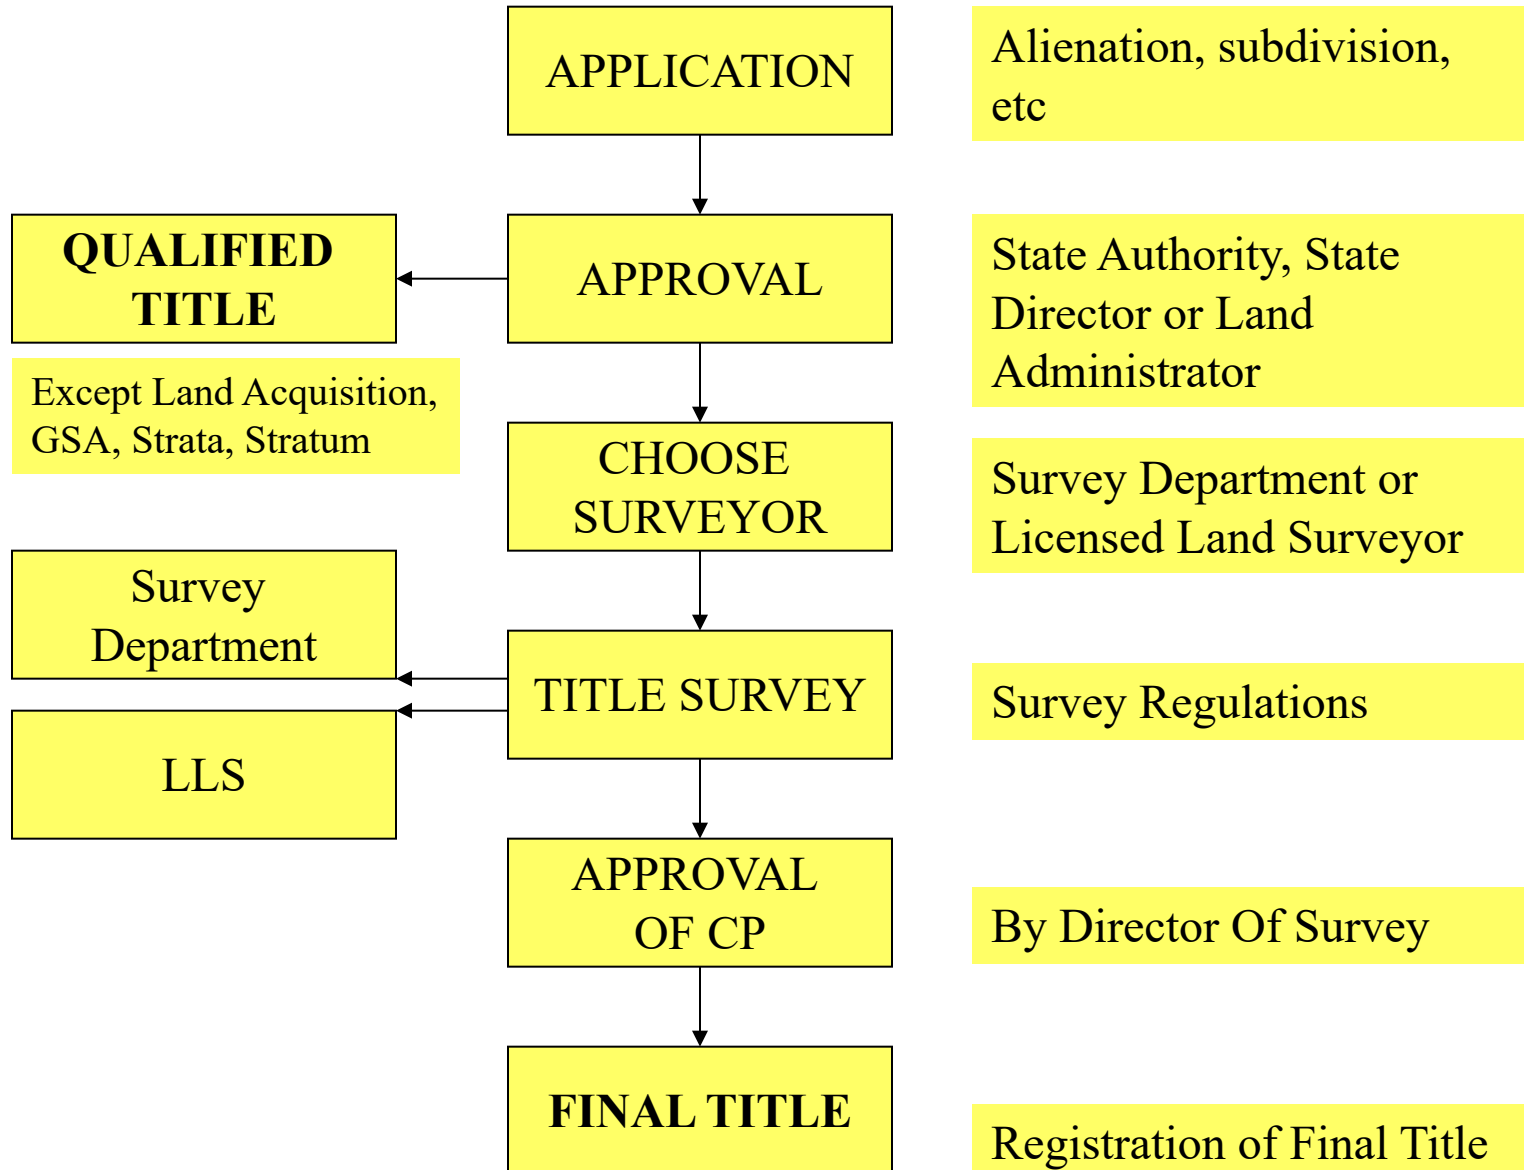 APPLICATION
Alienation, subdivision,
etc
QUALIFIED
TITLE
APPROVAL
State Authority, State
Director or Land
Administrator
Except Land Acquisition,
GSA, Strata, Stratum
CHOOSE
SURVEYOR
Survey Department or
Licensed Land Surveyor
Survey
Department
TITLE SURVEY
Survey Regulations
LLS
APPROVAL
OF CP
By Director Of Survey
FINAL TITLE
Registration of Final Title